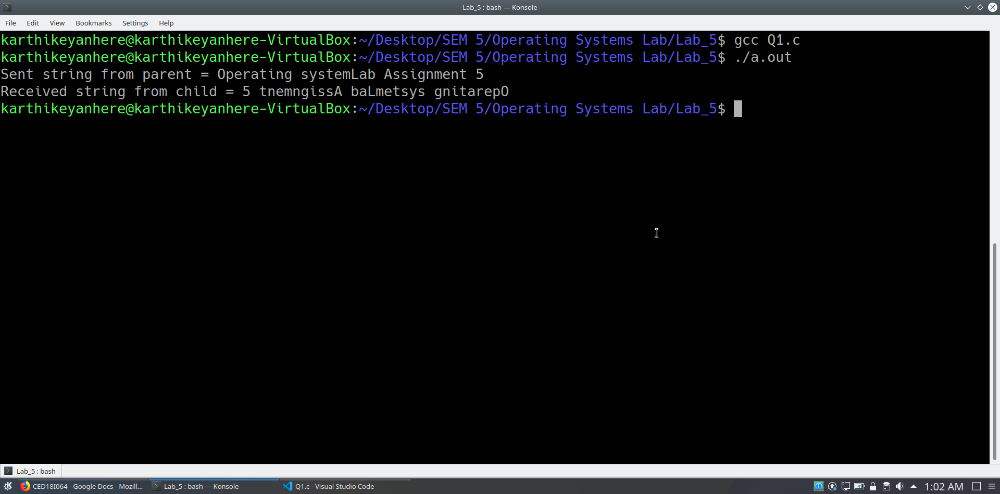 Lab_5 : bash — Konsole
File Edit View Bookmarks Settings Help
karthikeyanhere@karthikeyanhere-VirtualBox:~/Desktop/SEM 5/Operating Systems Lab/Lab_5$ gcc Q1.c
karthikeyanhere@karthikeyanhere-VirtualBox:~/Desktop/SEM 5/Operating Systems Lab/Lab_5$ ./a.out
Sent string from parent = Operating systemLab Assignment 5
Received string from child = 5 tnemngissA baLmetsys gnitarepO
karthikeyanhere@karthikeyanhere-VirtualBox:~/Desktop/SEM 5/Operating Systems Lab/Lab_5$
Lab_5 : bash
CED18I064 - Google Docs - Mozill... Lab_5 : bash — Konsole Q1.c - Visual Studio Code 1:02 AM